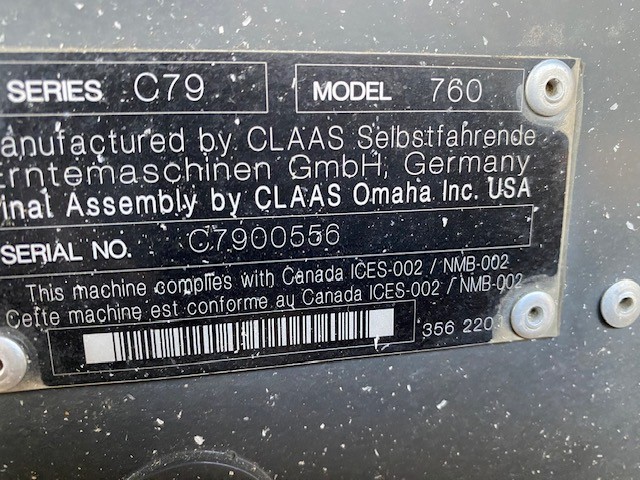 SERIES C79 MODEL 760
anufactured by CLAAS Selbstfahrende
Erntemaschinen GmbH, Germany
inal Assembly by CLAAS Omaha Inc. USA
SERIAL NO. C7900556
This machine complies with Canada ICES-002 / NMB-002
Cette machine est conforme au Canada ICES-002 / NMB-002
356 220